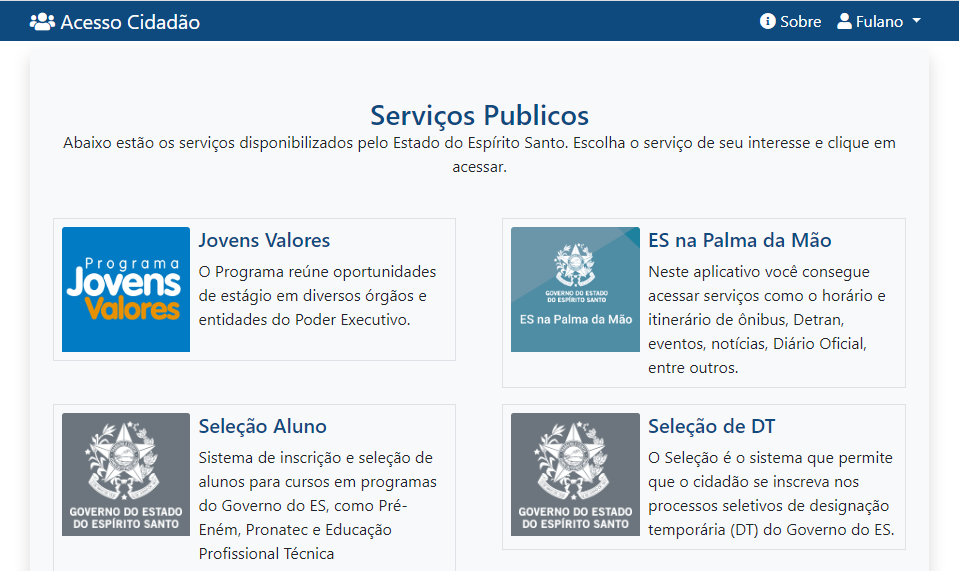 Acesso Cidadão
Sobre
Fulano
Serviços Publicos
Abaixo estão os serviços disponibilizados pelo Estado do Espírito Santo. Escolha o serviço de seu interesse e clique em
acessar.
Programa
Jovens
Valores
Jovens Valores
O Programa reúne oportunidades
de estágio em diversos órgãos e
entidades do Poder Executivo.
GOVERNO DO ESTADO
DO ESPÍRITO SANTO
ES na Palma da Mão
ES na Palma da Mão
Neste aplicativo você consegue
acessar serviços como o horário e
itinerário de ônibus, Detran,
eventos, notícias, Diário Oficial,
entre outros.
GOVERNO DO ESTADO
DO ESPÍRITO SANTO
Seleção Aluno
Sistema de inscrição e seleção de
alunos para cursos em programas
do Governo do ES, como Pré-
Eném, Pronatec e Educação
Profissional Técnica
GOVERNO DO ESTADO
DO ESPÍRITO SANTO
Seleção de DT
O Seleção é o sistema que permite
que o cidadão se inscreva nos
processos seletivos de designação
temporária (DT) do Governo do ES.